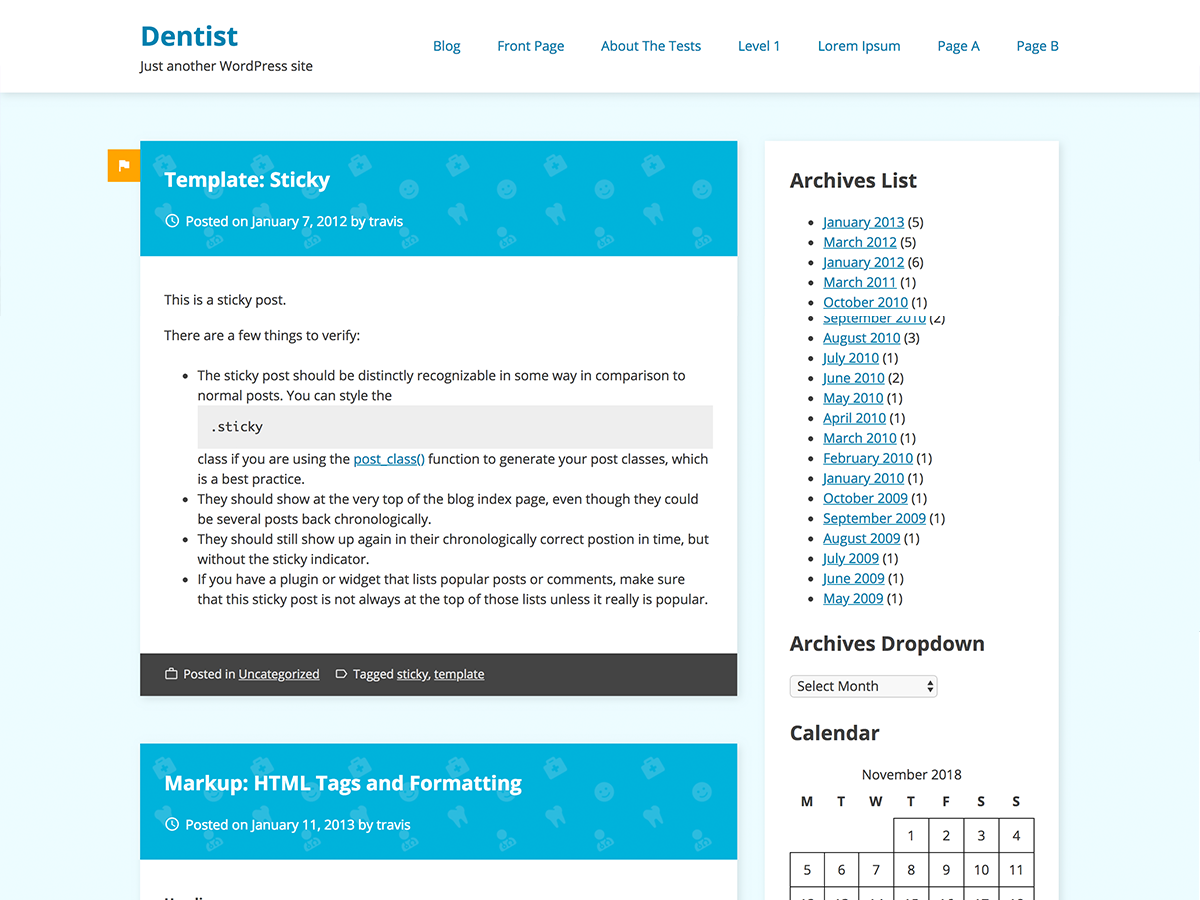 Dentist
Just another WordPress site
Blog Front Page About The Tests Level 1 Lorem Ipsum Page A Page B
Template: Sticky
Posted on January 7, 2012 by travis
This is a sticky post.
There are a few things to verify:
The sticky post should be distinctly recognizable in some way in comparison to
normal posts. You can style the
.sticky
class if you are using the post_class() function to generate your post classes, which
is a best practice.
They should show at the very top of the blog index page, even though they could
be several posts back chronologically.
They should still show up again in their chronologically correct postion in time, but
without the sticky indicator.
If you have a plugin or widget that lists popular posts or comments, make sure
that this sticky post is not always at the top of those lists unless it really is popular.
Posted in Uncategorized Tagged sticky, template
Markup: HTML Tags and Formatting
Posted on January 11, 2013 by travis
Archives List
January 2013 (5)
March 2012 (5)
January 2012 (6)
March 2011 (1)
October 2010 (1)
September 2010 (2)
August 2010 (3)
July 2010 (1)
June 2010 (2)
May 2010 (1)
April 2010 (1)
March 2010 (1)
February 2010 (1)
January 2010 (1)
October 2009 (1)
September 2009 (1)
August 2009 (1)
July 2009 (1)
June 2009 (1)
May 2009 (1)
Archives Dropdown
Select Month
Calendar
November 2018
M T W T F S S
1 2 3 4
5 6 7 8 9 10 11